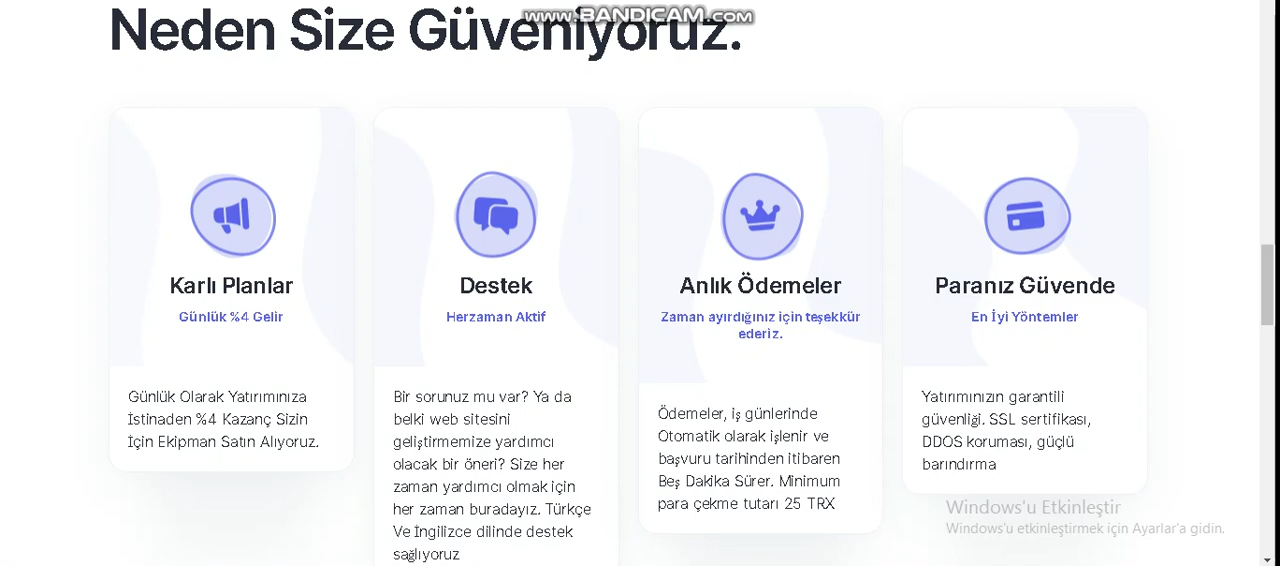 www.BANDICAM.com
Neden Size Güveniyoruz.
Karlı Planlar
Günlük %4 Gelir
Günlük Olarak Yatırımınıza
İstinaden %4 Kazanç Sizin
İçin Ekipman Satın Alıyoruz.
Destek
Herzaman Aktif
Bir sorunuz mu var? Ya da
belki web sitesini
geliştirmemize yardımcı
olacak bir öneri? Size her
zaman yardımcı olmak için
her zaman buradayız. Türkçe
Ve İngilizce dilinde destek
sağlıyoruz
Anlık Ödemeler
Zaman ayırdığınız için teşekkür
ederiz.
Ödemeler, iş günlerinde
Otomatik olarak işlenir ve
başvuru tarihinden itibaren
Beş Dakika Sürer. Minimum
para çekme tutarı 25 TRX
Paranız Güvende
En İyi Yöntemler
Yatırımınızın garantili
güvenliği. SSL sertifikası,
DDOS koruması, güçlü
barındırma
Windows'u Etkinleştir
Windows'u etkinleştirmek için Ayarlar'a gidin.